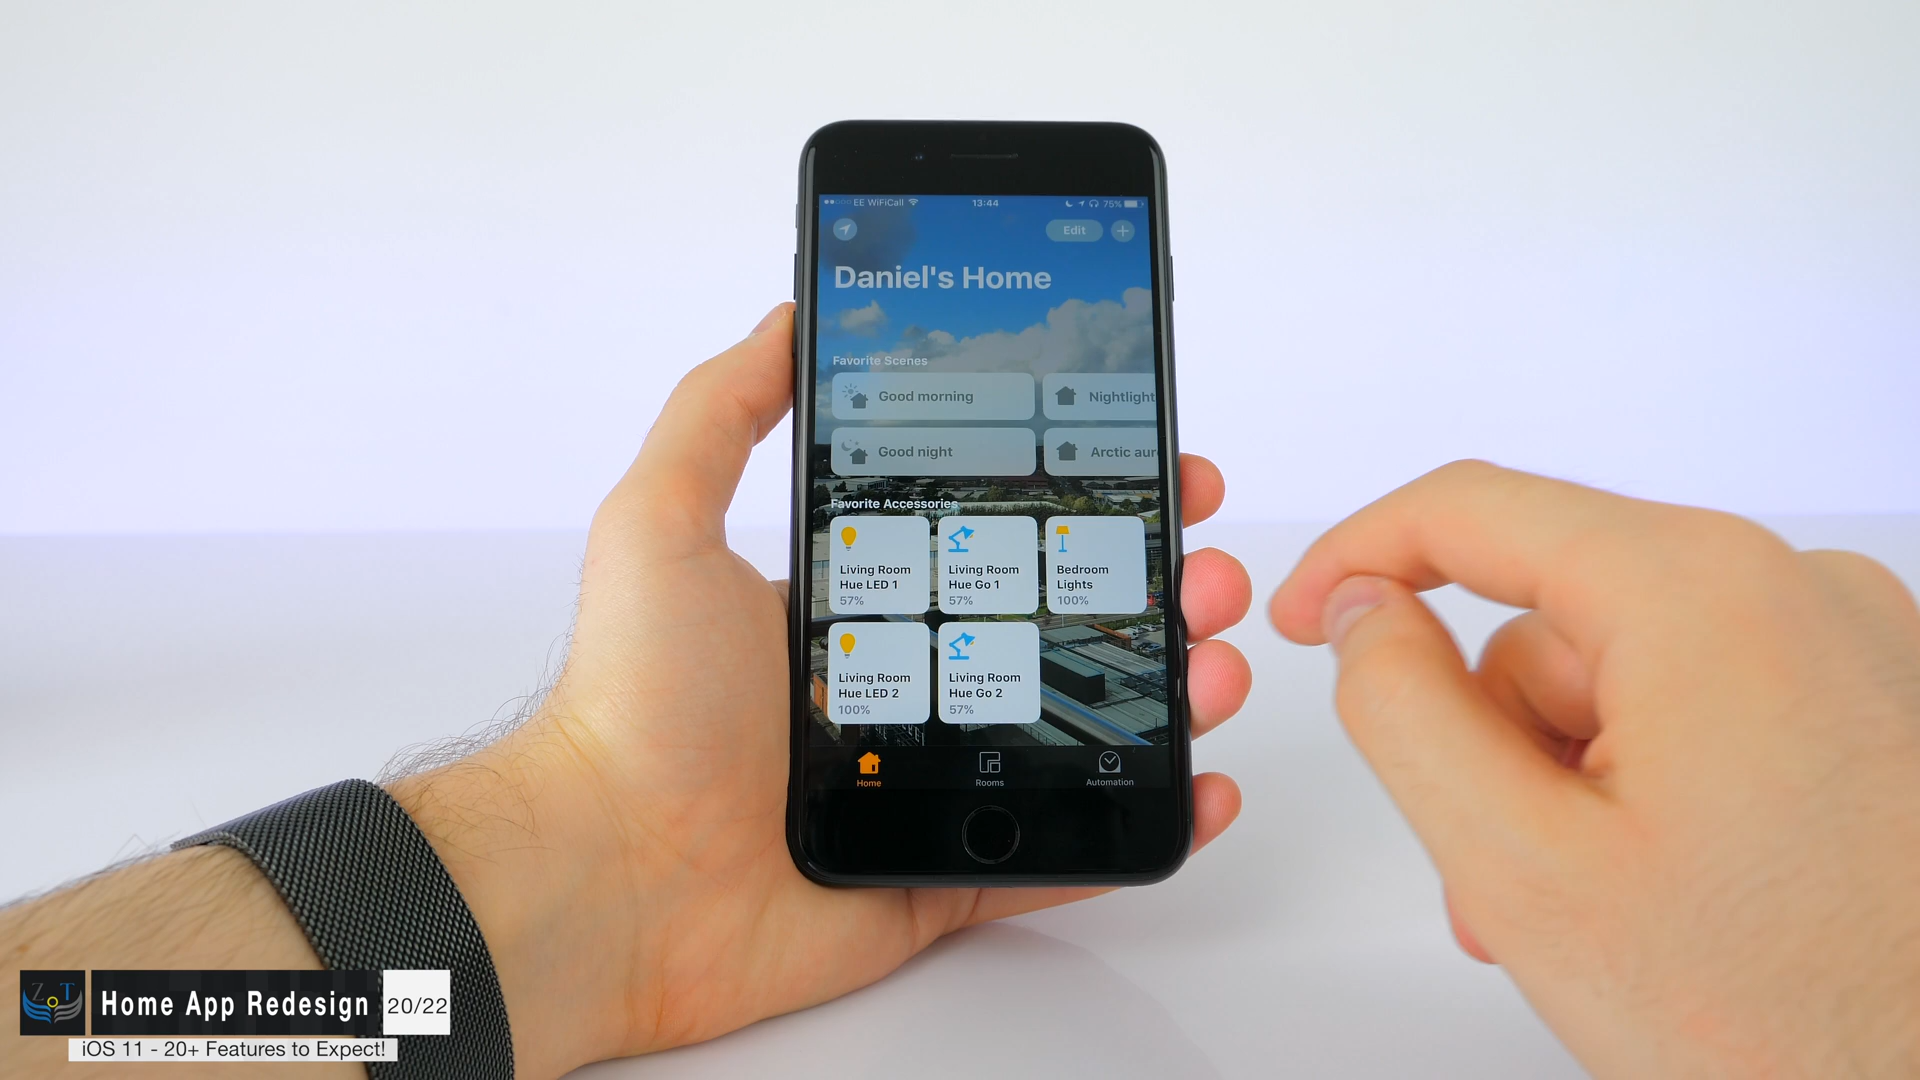 EE WiFiCall
13:44
75%
Edit
Daniel's Home
Favorite Scenes
Good morning
Nightlight
Good night
Arctic aur
Favorite Accessories
Living Room
Hue LED 1
57%
Living Room
Hue Go 1
57%
Bedroom
Lights
100%
Living Room
Hue LED 2
100%
Living Room
Hue Go 2
57%
Home
Rooms
Automation
ZoT
Home App Redesign
20/22
iOS 11 - 20+ Features to Expect!